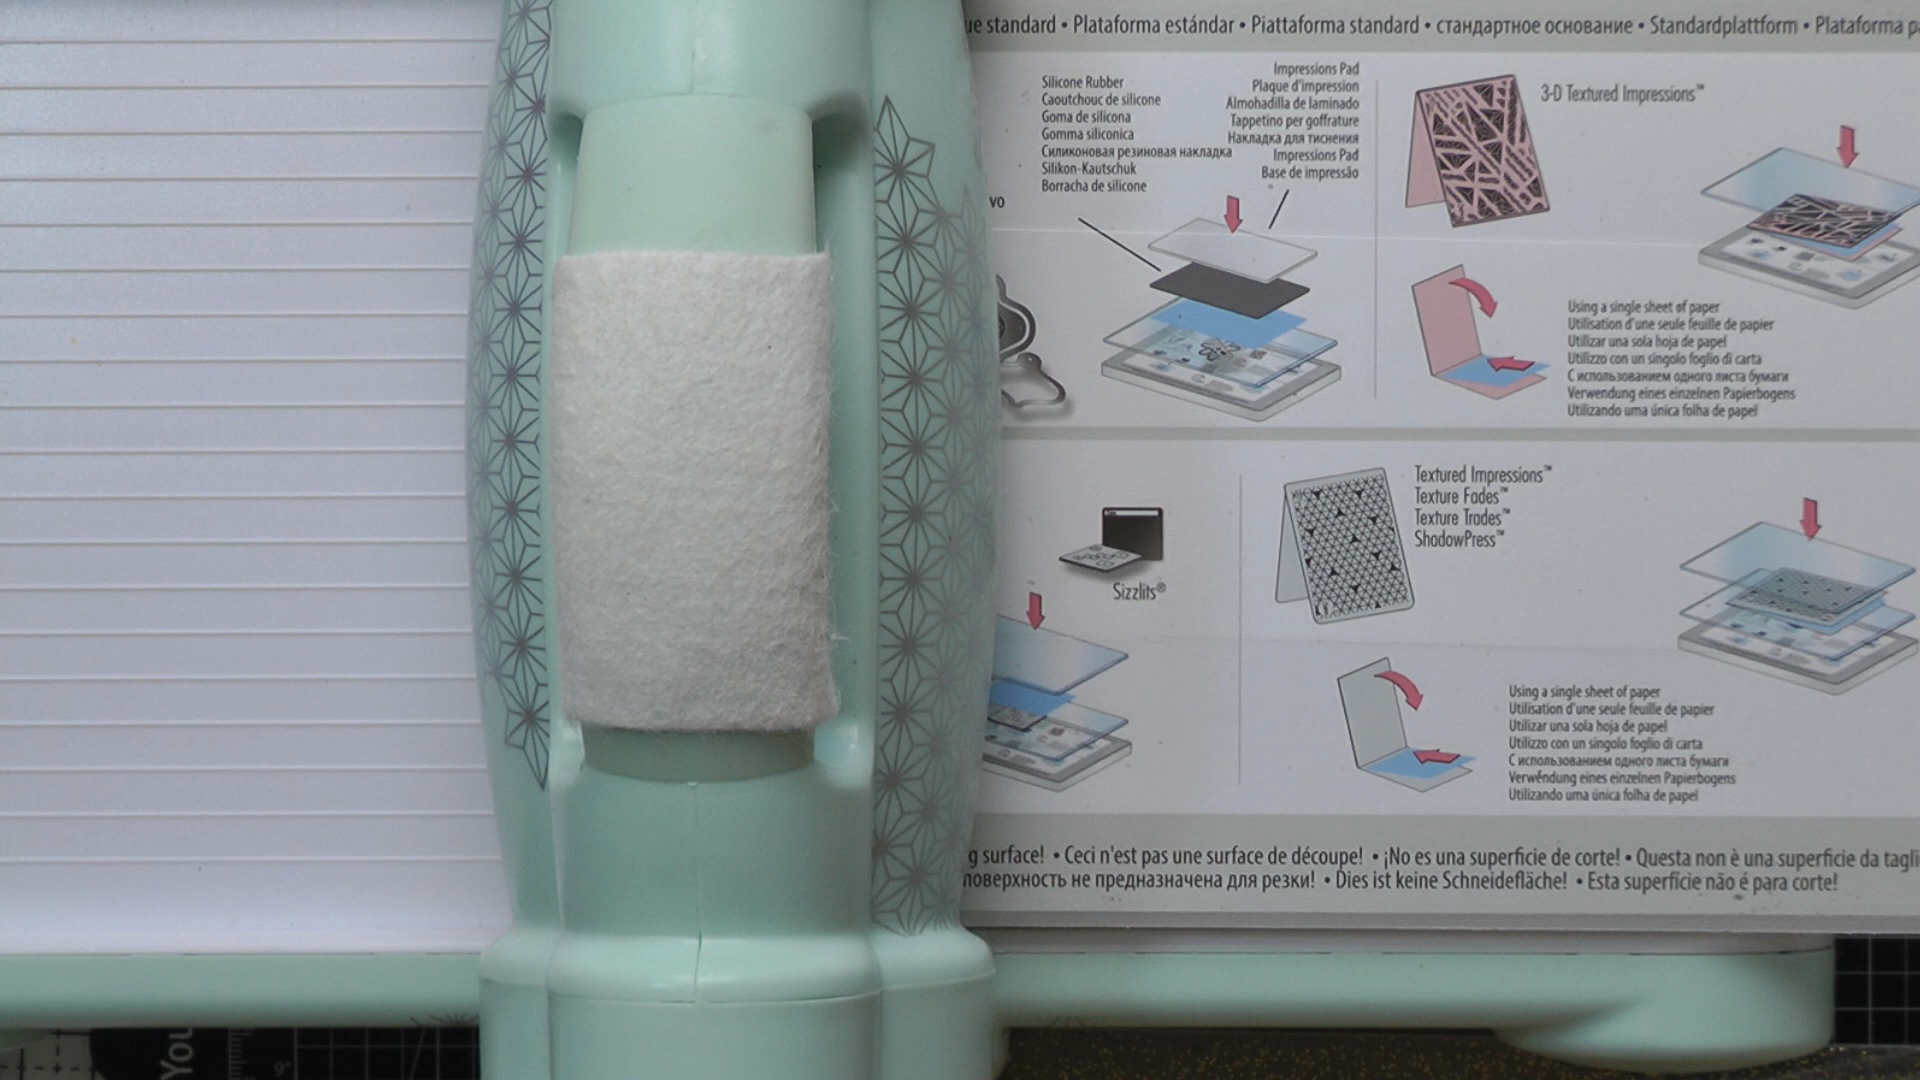 standard • Plataforma estándar • Piattaforma standard • стандартное основание • Standardplattform • Plataforma
Silicone Rubber
Caoutchouc de silicone
Goma de silicona
Gomma siliconica
Силиконовая резиновая накладка
Silikon-Kautschuk
Borracha de silicone
Impressions Pad
Plaque d'impression
Almohadilla de laminado
Tappetino per goffrature
Накладка для тиснения
Impressions Pad
Base de impressão
vo
3-D Textured Impressions™
Using a single sheet of paper
Utilisation d'une seule feuille de papier
Utilizar una sola hoja de papel
Utilizzo con un singolo foglio di carta
С использованием одного листа бумаги
Verwendung eines einzelnen Papierbogens
Utilizando uma única folha de papel
Sizzlits®
Textured Impressions™
Texture Fades™
Texture Trades™
ShadowPress™
Using a single sheet of paper
Utilisation d'une seule feuille de papier
Utilizar una sola hoja de papel
Utilizzo con un singolo foglio di carta
С использованием одного листа бумаги
Verwendung eines einzelnen Papierbogens
Utilizando uma única folha de papel
g surface! • Ceci n'est pas une surface de découpe! • ¡No es una superficie de corte! • Questa non è una superficie da tagli
поверхность не предназначена для резки! • Dies ist keine Schneidefläche! • Esta superfície não é para corte!
You
9"